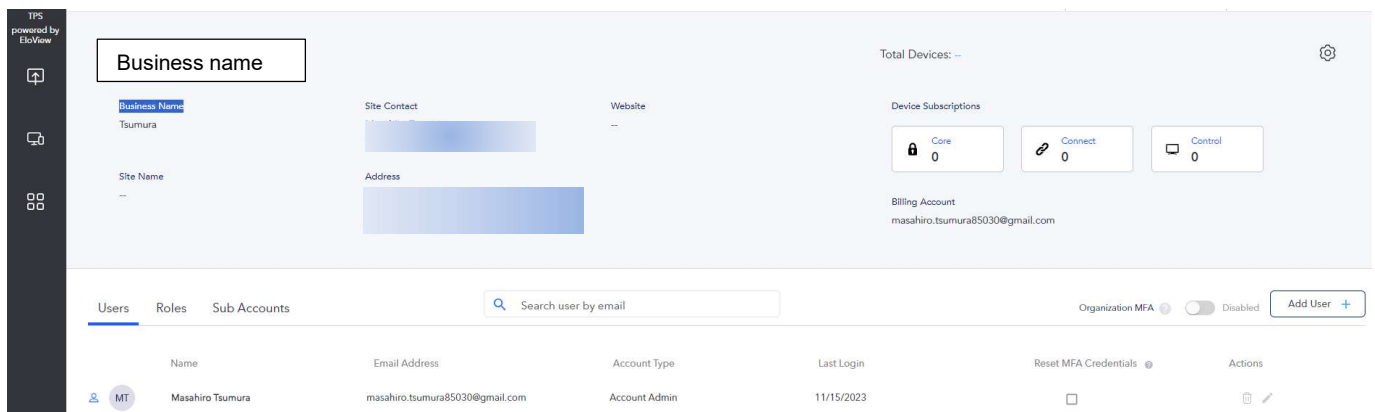 TPS
powered by
EloView
Business name
Total Devices: --
Business Name
Tsumura
Site Contact
Website
--
Device Subscriptions
Core
0
Connect
0
Control
0
Site Name
--
Address
Billing Account
masahiro.tsumura85030@gmail.com
Users Roles Sub Accounts
Search user by email
Organization MFA ? Disabled
Add User +
Name Email Address Account Type Last Login Reset MFA Credentials ? Actions
MT Masahiro Tsumura masahiro.tsumura85030@gmail.com Account Admin 11/15/2023